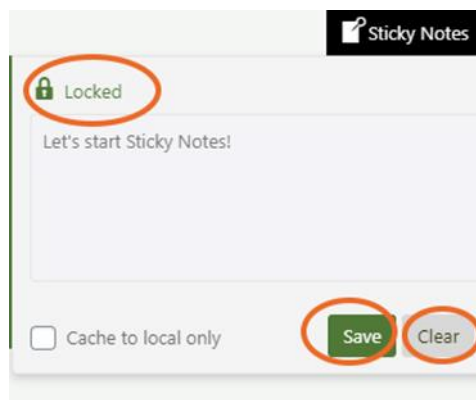 Sticky Notes
Locked
Let's start Sticky Notes!
Cache to local only
Save
Clear